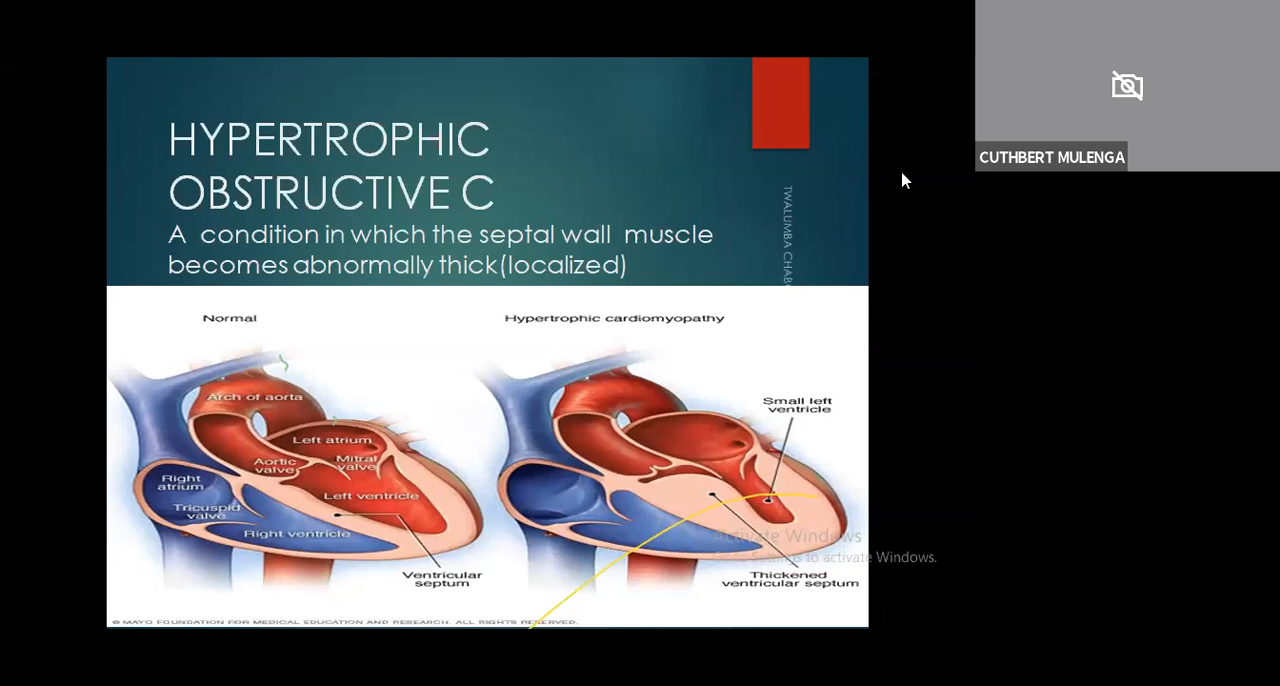 HYPERTROPHIC
OBSTRUCTIVE C
A condition in which the septal wall muscle
becomes abnormally thick(localized)
TWALUMBA CHAB
CUTHBERT MULENGA
Normal
Arch of aorta
Left atrium
Aortic
valve
Mitral
valve
Right
atrium
Tricuspid
valve
Left ventricle
Right ventricle
Ventricular
septum
Hypertrophic cardiomyopathy
Small left
ventricle
Thickened
ventricular septum
Activate Windows
to activate Windows.
© MAYO FOUNDATION FOR MEDICAL EDUCATION AND RESEARCH. ALL RIGHTS RESERVED.